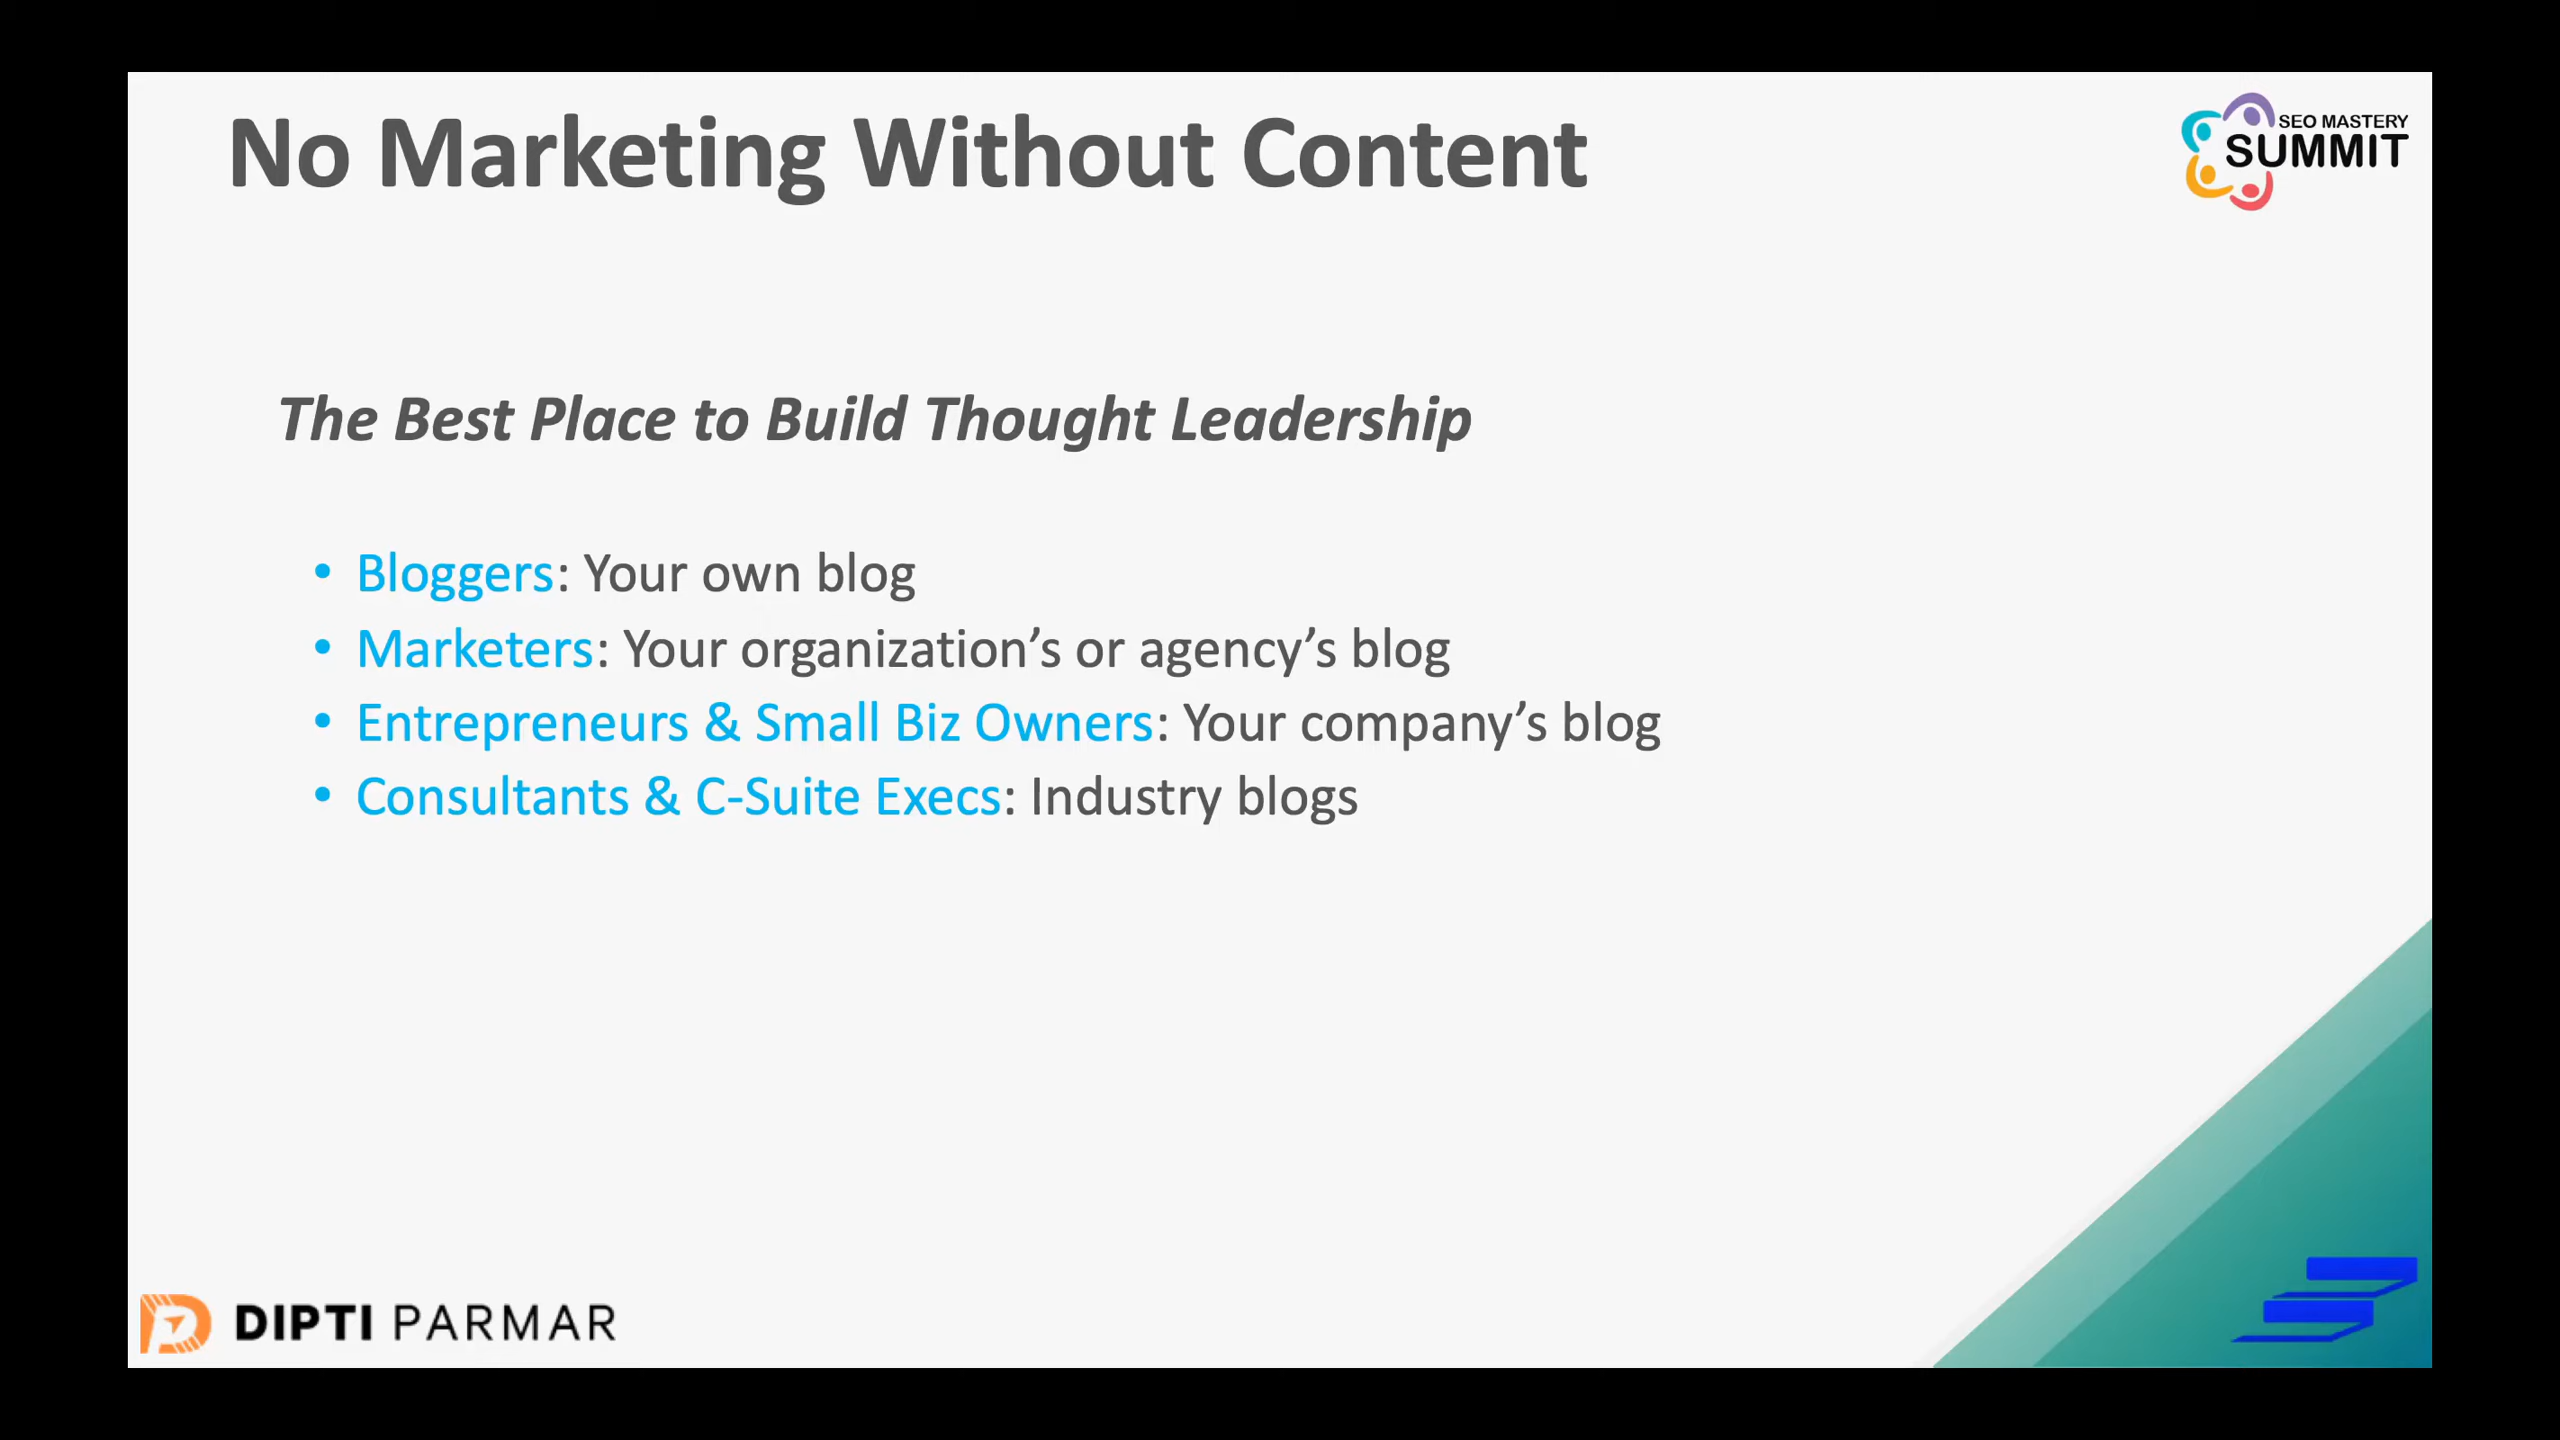 No Marketing Without Content
SEO MASTERY
SUMMIT
The Best Place to Build Thought Leadership
• Bloggers: Your own blog
• Marketers: Your organization’s or agency’s blog
• Entrepreneurs & Small Biz Owners: Your company’s blog
• Consultants & C-Suite Execs: Industry blogs
DIPTI PARMAR